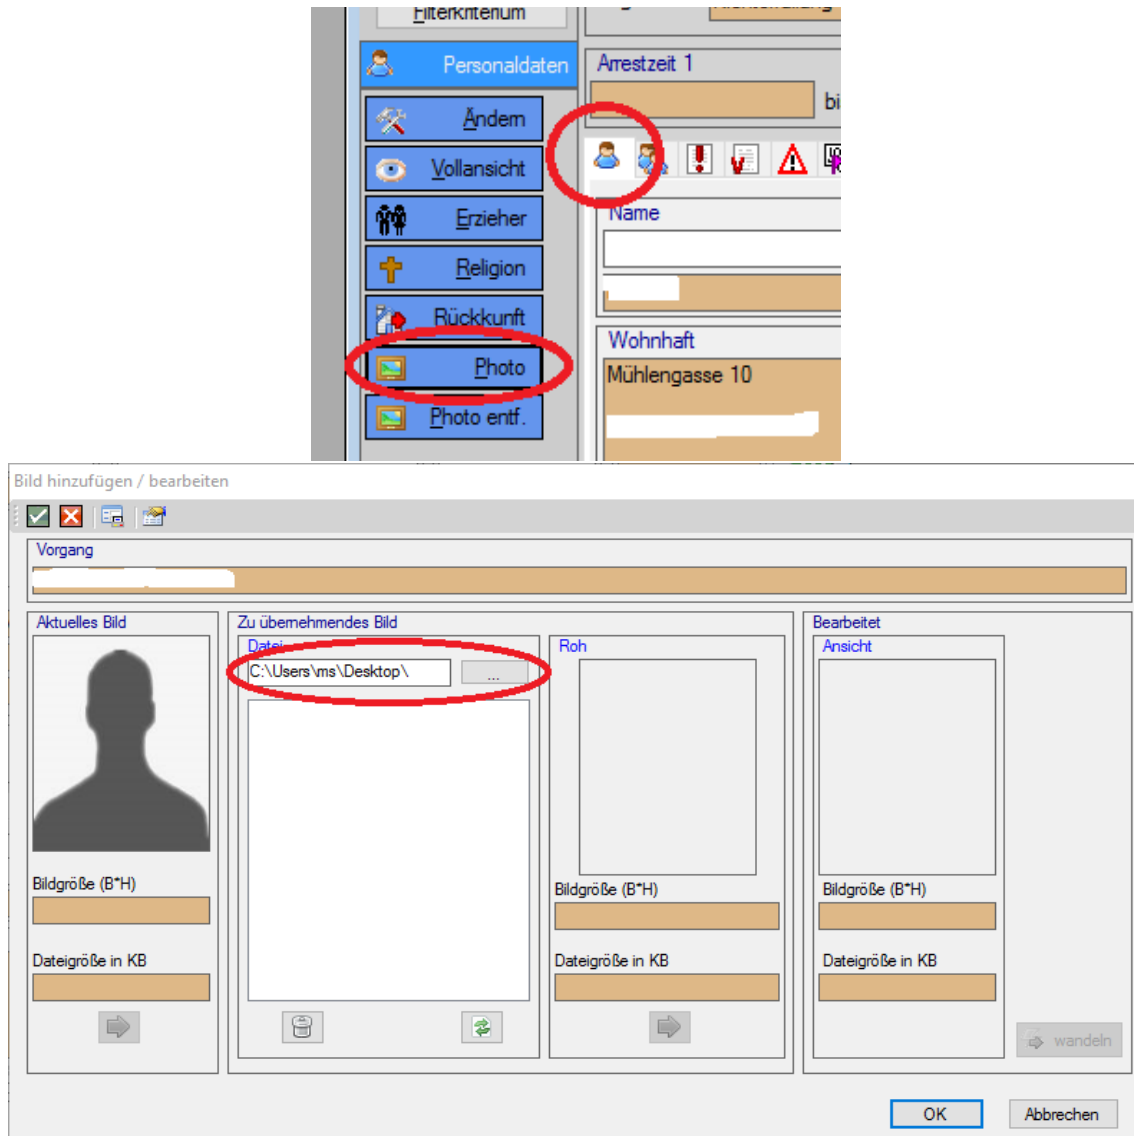 Filterkriterium
Personaldaten
Arrestzeit 1
Ändern
Vollansicht
Erzieher
Name
Religion
Rückkunft
Wohnhaft
Photo
Mühlengasse 10
Photo entf.
Bild hinzufügen / bearbeiten
Vorgang
Aktuelles Bild
Zu übernehmendes Bild
Bearbeitet
Datei
Roh
Ansicht
C:\Users\ms\Desktop\
...
Bildgröße (B*H)
Bildgröße (B*H)
Bildgröße (B*H)
Dateigröße in KB
Dateigröße in KB
Dateigröße in KB
wandeln
OK
Abbrechen